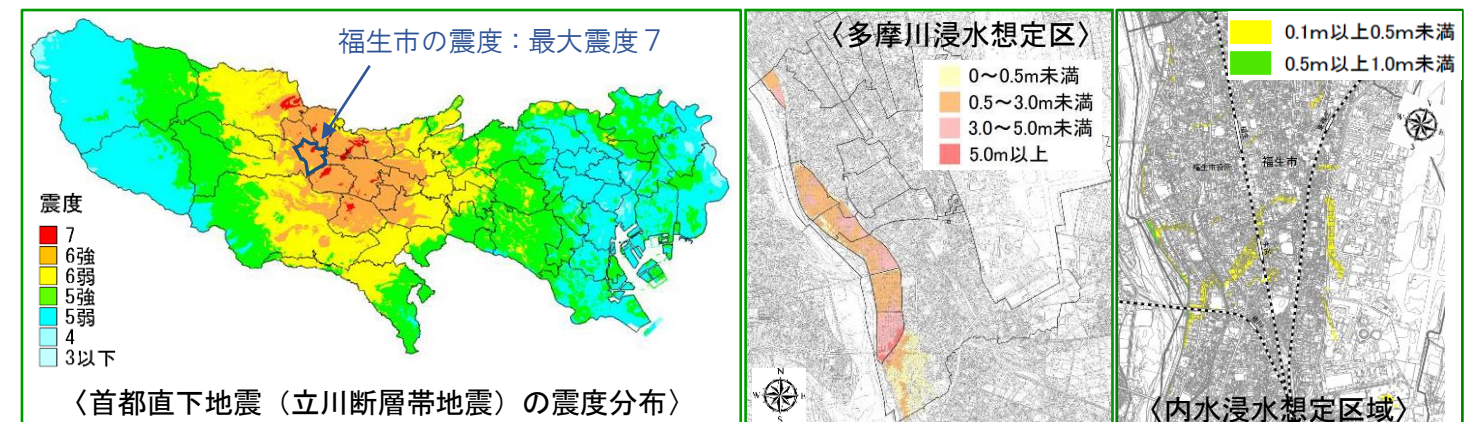 福生市の震度：最大震度７
震度
7
6強
6弱
5強
5弱
4
3以下
〈首都直下地震（立川断層帯地震）の震度分布〉
〈多摩川浸水想定区〉
0～0.5m未満
0.5～3.0m未満
3.0～5.0m未満
5.0m以上
N
W E
S
0.1m以上0.5m未満
0.5m以上1.0m未満
福生市
福生市役所
〈内水浸水想定区域〉